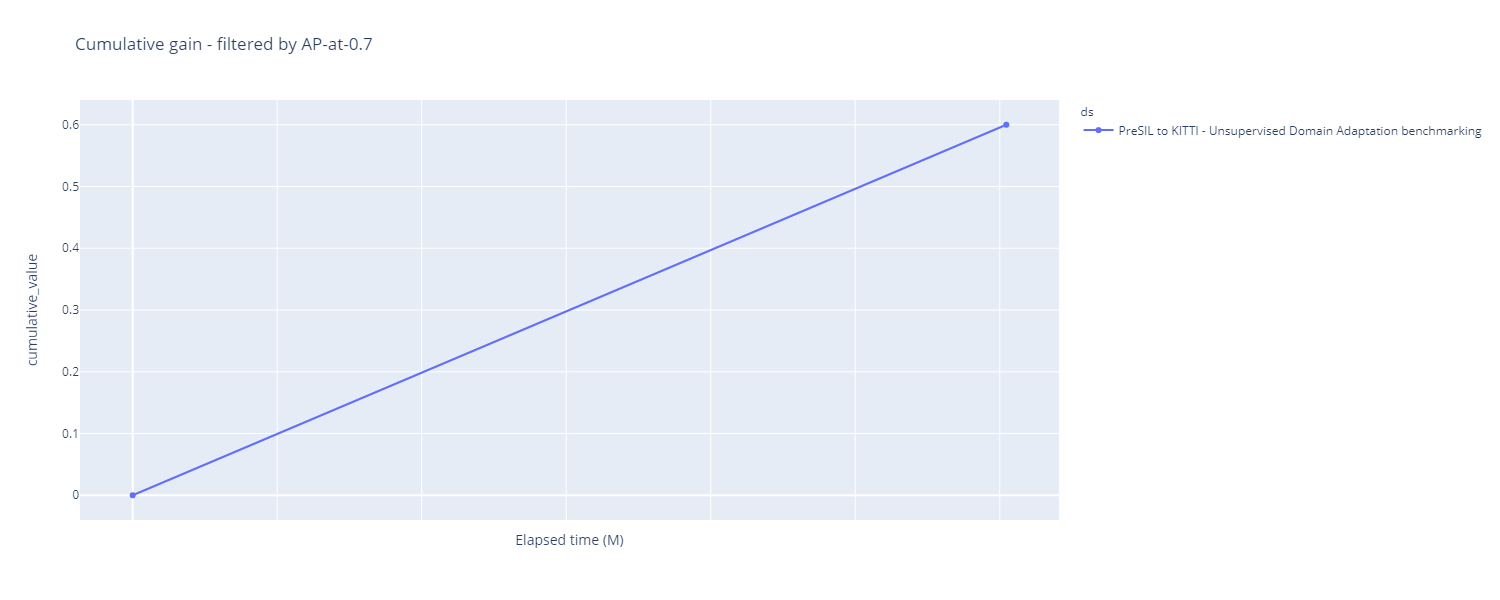 Cumulative gain - filtered by AP-at-0.7
ds
PreSIL to KITTI - Unsupervised Domain Adaptation benchmarking
cumulative_value
0.6
0.5
0.4
0.3
0.2
0.1
0
Elapsed time (M)